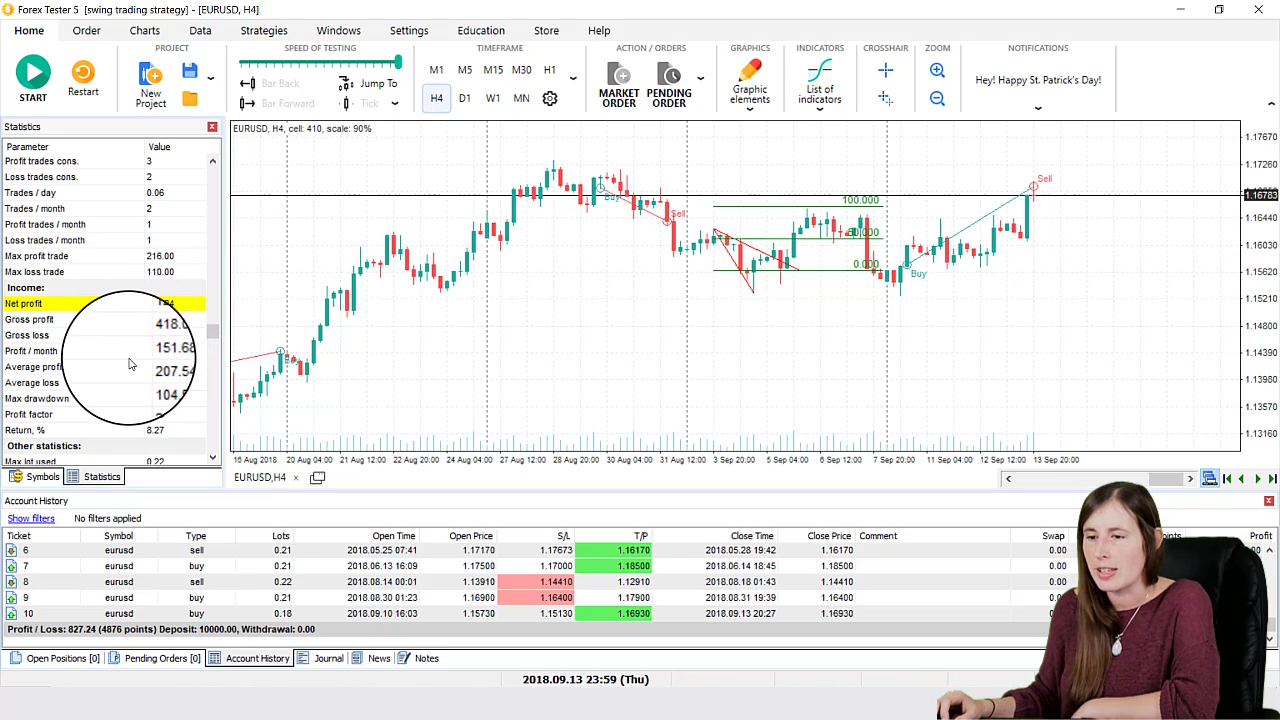 Forex Tester 5 [swing trading strategy] - [EURUSD, H4]
Home Order Charts Data Strategies Windows Settings Education Store Help
PROJECT SPEED OF TESTING TIMEFRAME ACTION / ORDERS GRAPHICS INDICATORS CROSSHAIR ZOOM NOTIFICATIONS
START Restart New Project Bar Back Jump To Bar Forward Tick
M1 M5 M15 M30 H1
H4 D1 W1 MN
MARKET ORDER PENDING ORDER Graphic elements List of indicators
Hey! Happy St. Patrick's Day!
Statistics
Parameter Value
Profit trades cons. 3
Loss trades cons. 2
Trades / day 0.06
Trades / month 2
Profit trades / month 1
Loss trades / month 1
Max profit trade 216.00
Max loss trade 110.00
Income:
Net profit
Gross profit 418.0
Gross loss 151.68
Profit / month 207.54
Average profi
Average loss 104.
Max drawdown
Profit factor
Return, % 8.27
Other statistics:
Max lot used 0.22
Symbols Statistics
EURUSD, H4, cell: 410, scale: 90%
Buy Sell 100.000 50.000 0.000 Buy Sell
Buy
1.17670
1.17260
1.16783
1.16440
1.16030
1.15620
1.15210
1.14800
1.14390
1.13980
1.13570
1.13160
16 Aug 2018 20 Aug 04:00 21 Aug 12:00 22 Aug 20:00 24 Aug 04:00 27 Aug 12:00 28 Aug 20:00 30 Aug 04:00 31 Aug 12:00 3 Sep 20:00 5 Sep 04:00 6 Sep 12:00 7 Sep 20:00 11 Sep 04:00 12 Sep 12:00 13 Sep 20:00
EURUSD,H4
Account History
Show filters No filters applied
Ticket Symbol Type Lots Open Time Open Price S/L T/P Close Time Close Price Comment Swap Points Profit
6 eurusd sell 0.21 2018.05.25 07:41 1.17170 1.17673 1.16170 2018.05.28 19:42 1.16170 0.00
7 eurusd buy 0.21 2018.06.13 16:09 1.17500 1.17000 1.18500 2018.06.14 18:45 1.18500 0.00
8 eurusd sell 0.22 2018.08.14 00:01 1.13910 1.14410 1.12910 2018.08.18 01:43 1.14410 0.00
9 eurusd buy 0.21 2018.08.30 01:23 1.16900 1.16400 1.17900 2018.08.31 19:39 1.16400 0.00
10 eurusd buy 0.18 2018.09.10 16:03 1.15730 1.15130 1.16930 2018.09.13 20:27 1.16930 0.00
Profit / Loss: 827.24 (4876 points) Deposit: 10000.00, Withdrawal: 0.00
Open Positions [0] Pending Orders [0] Account History Journal News Notes
2018.09.13 23:59 (Thu)